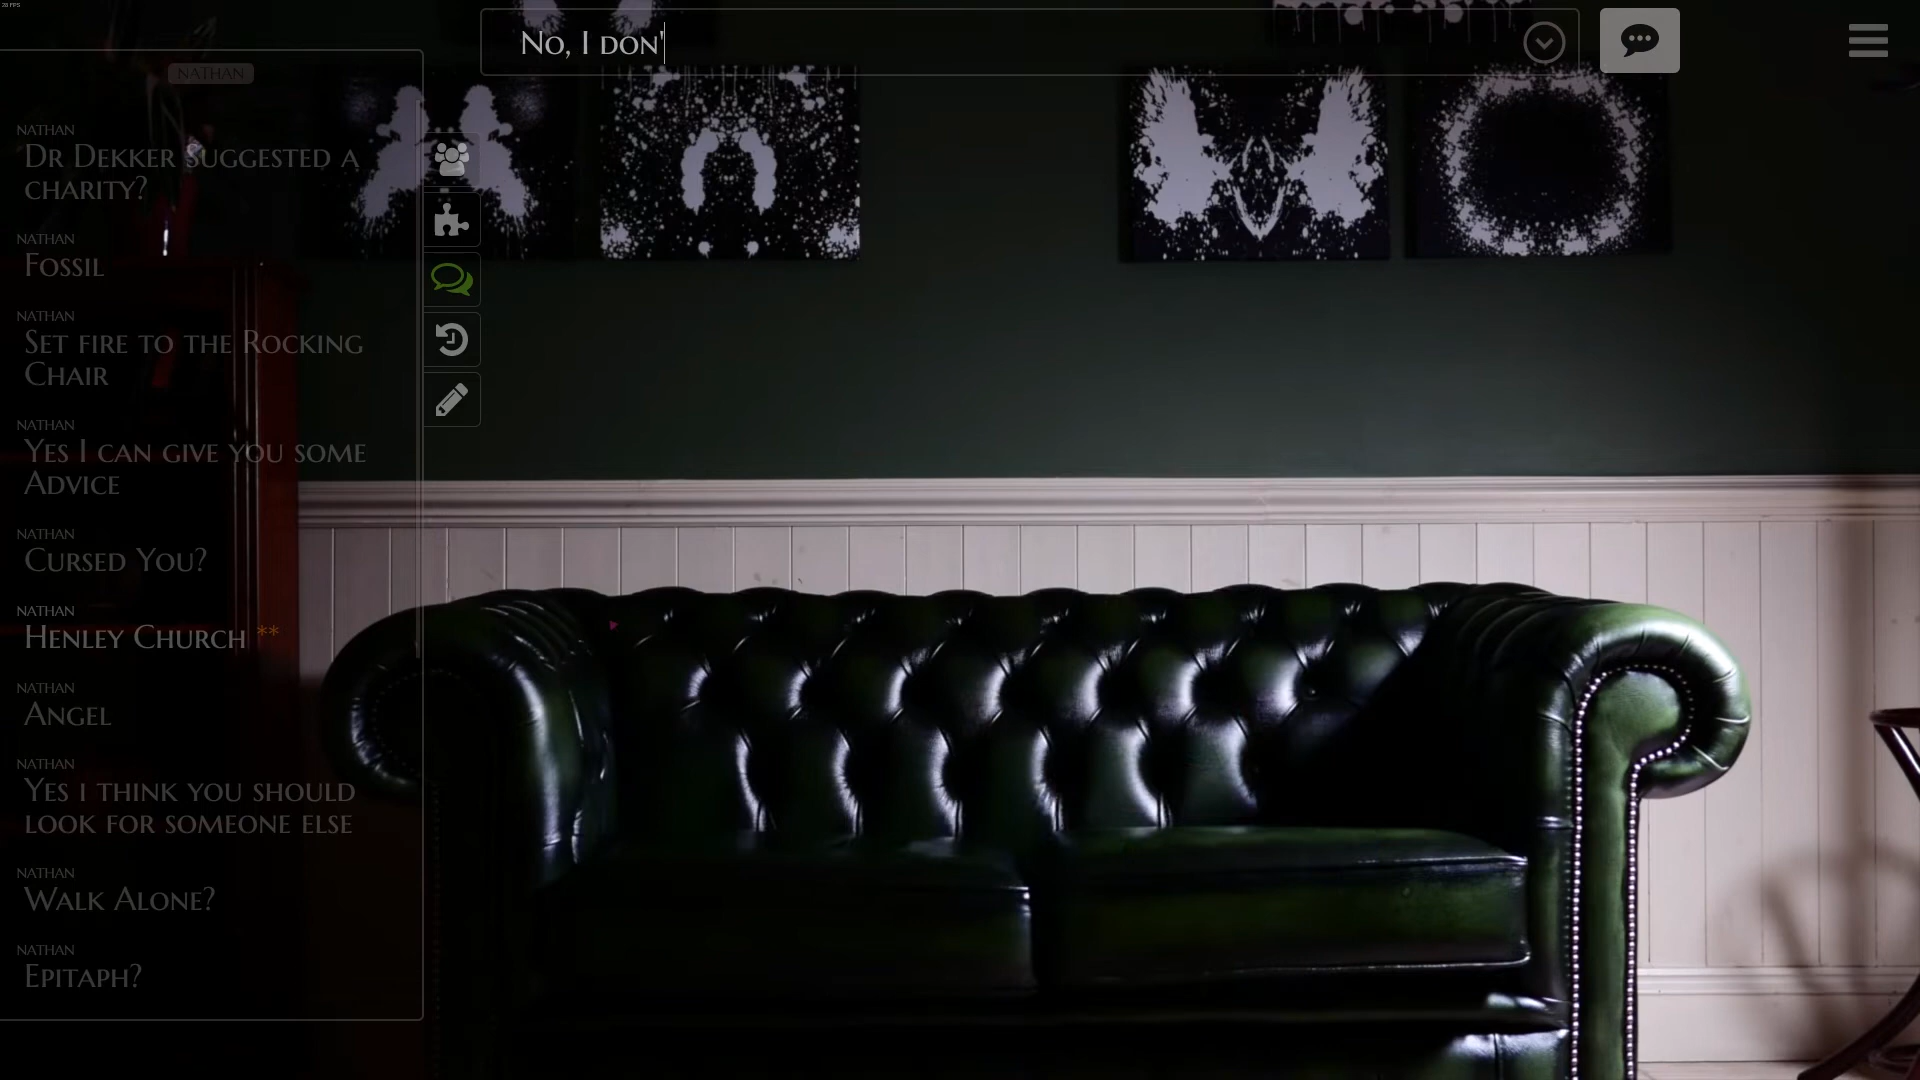 28 FPS
No, I don'
NATHAN
NATHAN
Dr Dekker suggested a
charity?
NATHAN
Fossil
NATHAN
Set fire to the Rocking
Chair
NATHAN
Yes I can give you some
Advice
NATHAN
Cursed You?
NATHAN
Henley Church **
NATHAN
Angel
NATHAN
Yes i think you should
look for someone else
NATHAN
Walk Alone?
NATHAN
Epitaph?